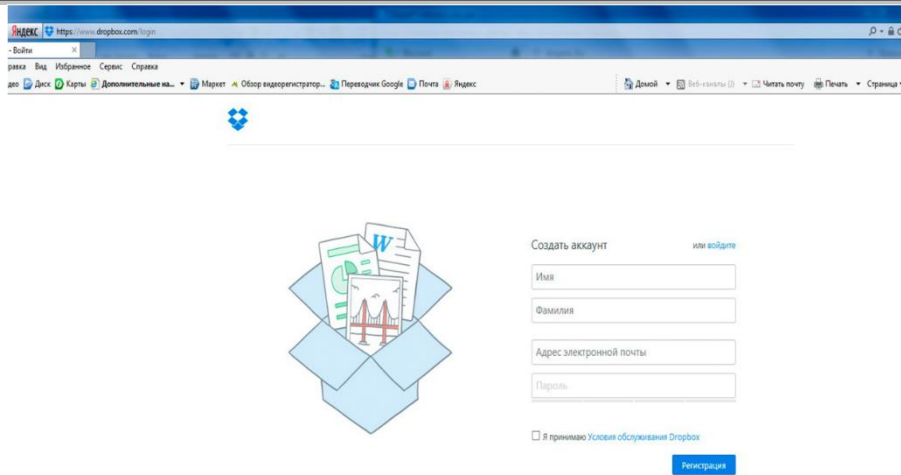 ЯНДЕКС https://www.dropbox.com/login
- Войти ×
равка Вид Избранное Сервис Справка
део Диск Карты Дополнительные на... Маркет Обзор видеорегистратор... Переводчик Google Почта Яндекс Домой Веб-каналы (J) Читать почту Печать Страница
Создать аккаунт или войдите
Имя
Фамилия
Адрес электронной почты
Пароль
W
Я принимаю Условия обслуживания Dropbox
Регистрация